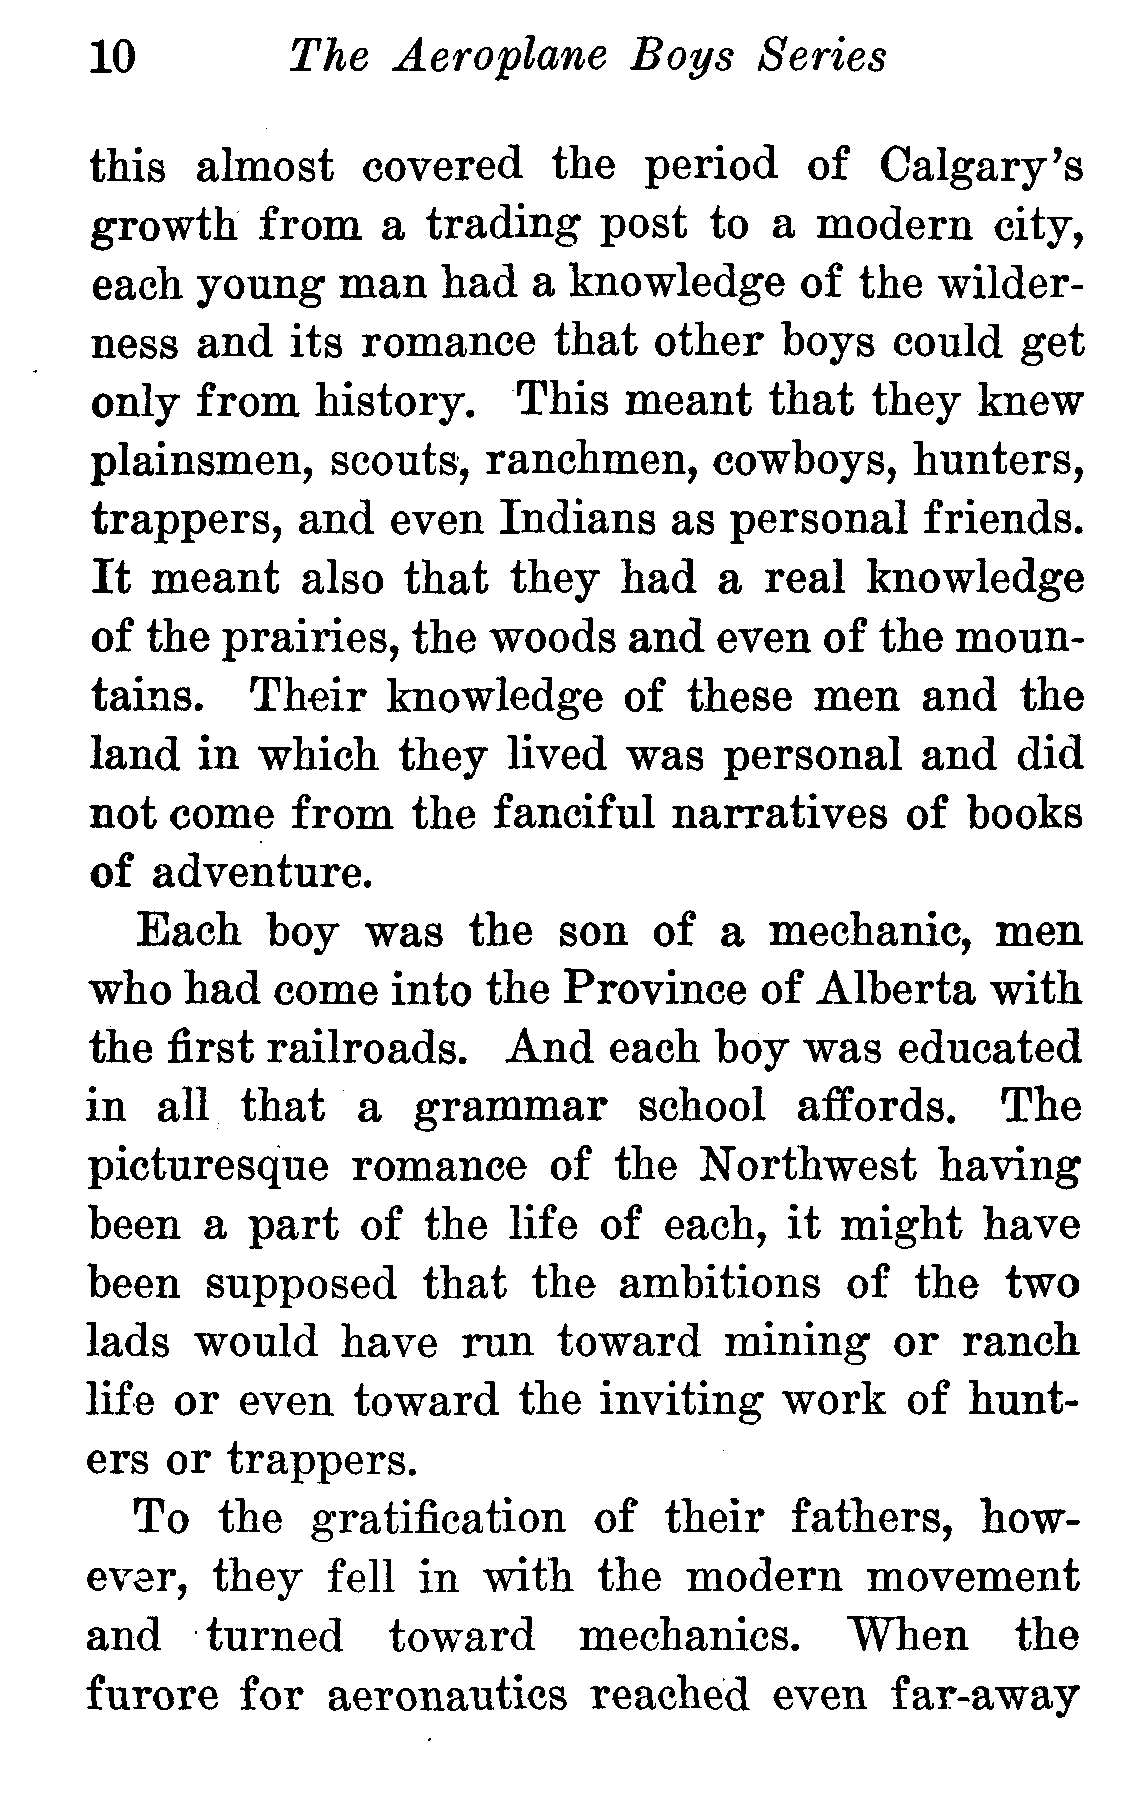 10 The Aeroplane Boys Series
this almost covered the period of Calgary's
growth from a trading post to a modern city,
each young man had a knowledge of the wilder-
ness and its romance that other boys could get
only from history. This meant that they knew
plainsmen, scouts, ranchmen, cowboys, hunters,
trappers, and even Indians as personal friends.
It meant also that they had a real knowledge
of the prairies, the woods and even of the moun-
tains. Their knowledge of these men and the
land in which they lived was personal and did
not come from the fanciful narratives of books
of adventure.
Each boy was the son of a mechanic, men
who had come into the Province of Alberta with
the first railroads. And each boy was educated
in all that a grammar school affords. The
picturesque romance of the Northwest having
been a part of the life of each, it might have
been supposed that the ambitions of the two
lads would have run toward mining or ranch
life or even toward the inviting work of hunt-
ers or trappers.
To the gratification of their fathers, how-
ever, they fell in with the modern movement
and turned toward mechanics. When the
furore for aeronautics reached even far-away